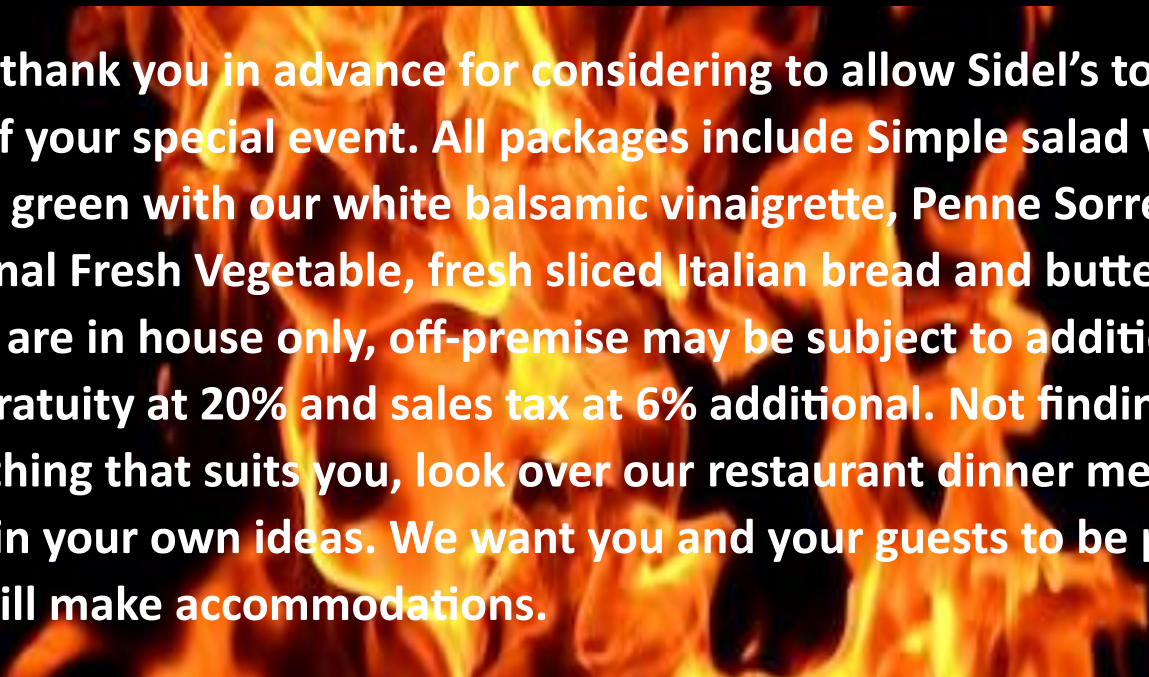 thank you in advance for considering to allow Sidel’s to
f your special event. All packages include Simple salad
green with our white balsamic vinaigrette, Penne Sorre
nal Fresh Vegetable, fresh sliced Italian bread and butte
are in house only, off-premise may be subject to additi
ratuity at 20% and sales tax at 6% additional. Not findin
thing that suits you, look over our restaurant dinner me
in your own ideas. We want you and your guests to be
ill make accommodations.